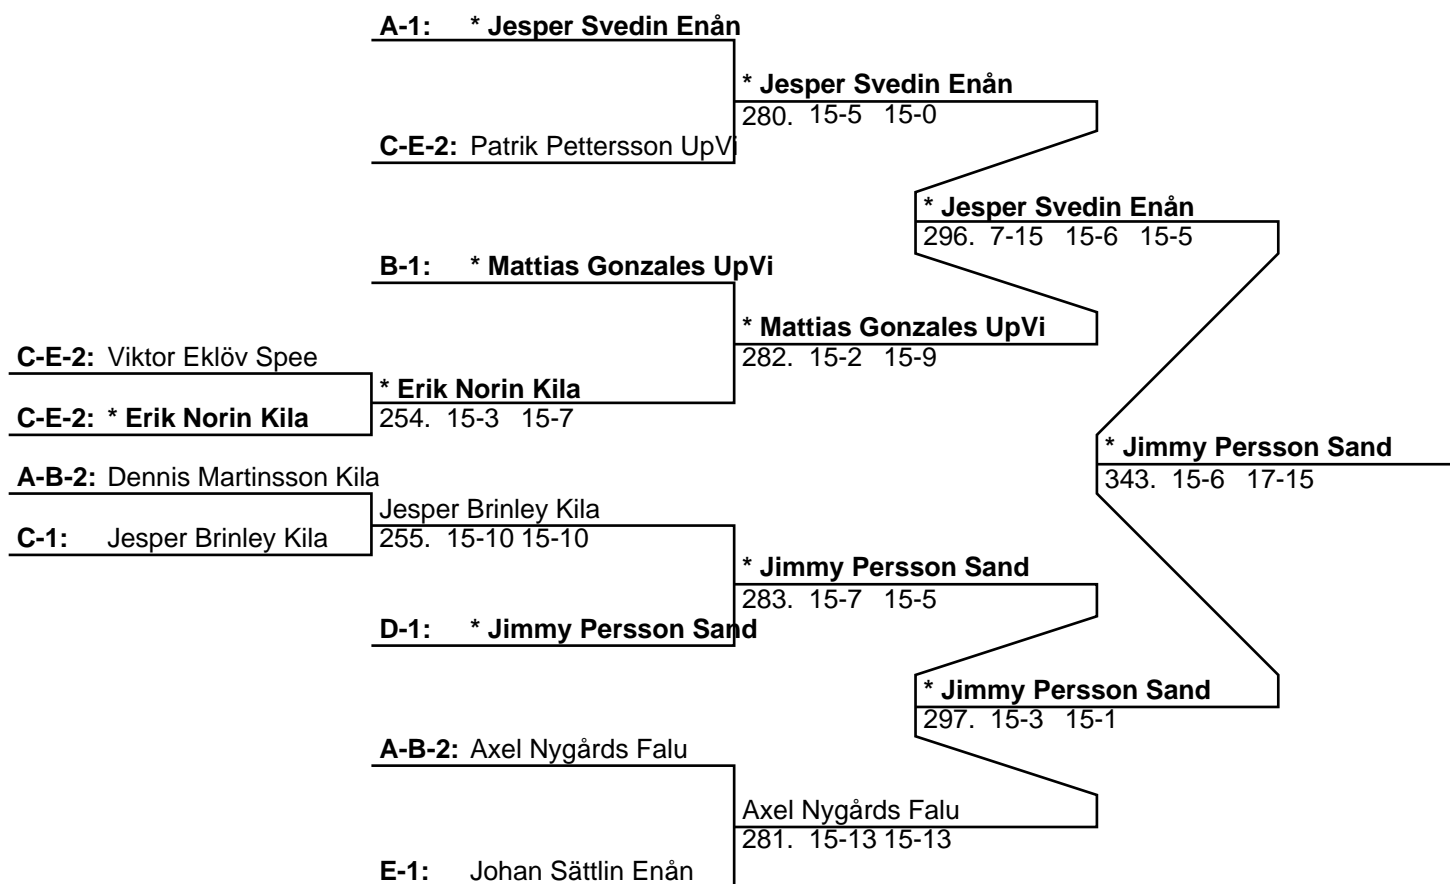 A-1: * Jesper Svedin Enån
* Jesper Svedin Enån
280. 15-5 15-0
C-E-2: Patrik Pettersson UpVi
* Jesper Svedin Enån
296. 7-15 15-6 15-5
B-1: * Mattias Gonzales UpVi
* Mattias Gonzales UpVi
282. 15-2 15-9
C-E-2: Viktor Eklöv Spee
* Erik Norin Kila
C-E-2: * Erik Norin Kila
254. 15-3 15-7
* Jimmy Persson Sand
343. 15-6 17-15
A-B-2: Dennis Martinsson Kila
Jesper Brinley Kila
C-1: Jesper Brinley Kila
255. 15-10 15-10
* Jimmy Persson Sand
283. 15-7 15-5
D-1: * Jimmy Persson Sand
* Jimmy Persson Sand
297. 15-3 15-1
A-B-2: Axel Nygårds Falu
Axel Nygårds Falu
281. 15-13 15-13
E-1: Johan Sättlin Enån